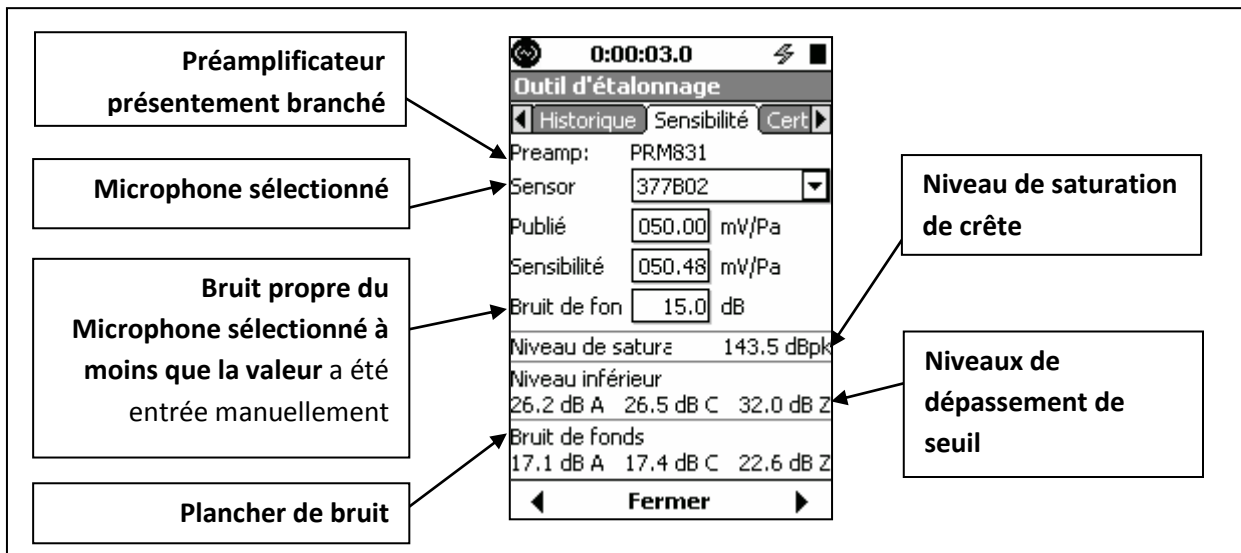 Préamplificateur
présentement branché
Microphone sélectionné
Bruit propre du
Microphone sélectionné à
moins que la valeur a été
entrée manuellement
Plancher de bruit
0:00:03.0
Outil d'étalonnage
Historique Sensibilité Cert
Preamp: PRM831
Sensor 377B02
Publié 050.00 mV/Pa
Sensibilité 050.48 mV/Pa
Bruit de fon 15.0 dB
Niveau de satura 143.5 dBpk
Niveau inférieur
26.2 dB A 26.5 dB C 32.0 dB Z
Bruit de fonds
17.1 dB A 17.4 dB C 22.6 dB Z
Fermer
Niveau de saturation
de crête
Niveaux de
dépassement de
seuil